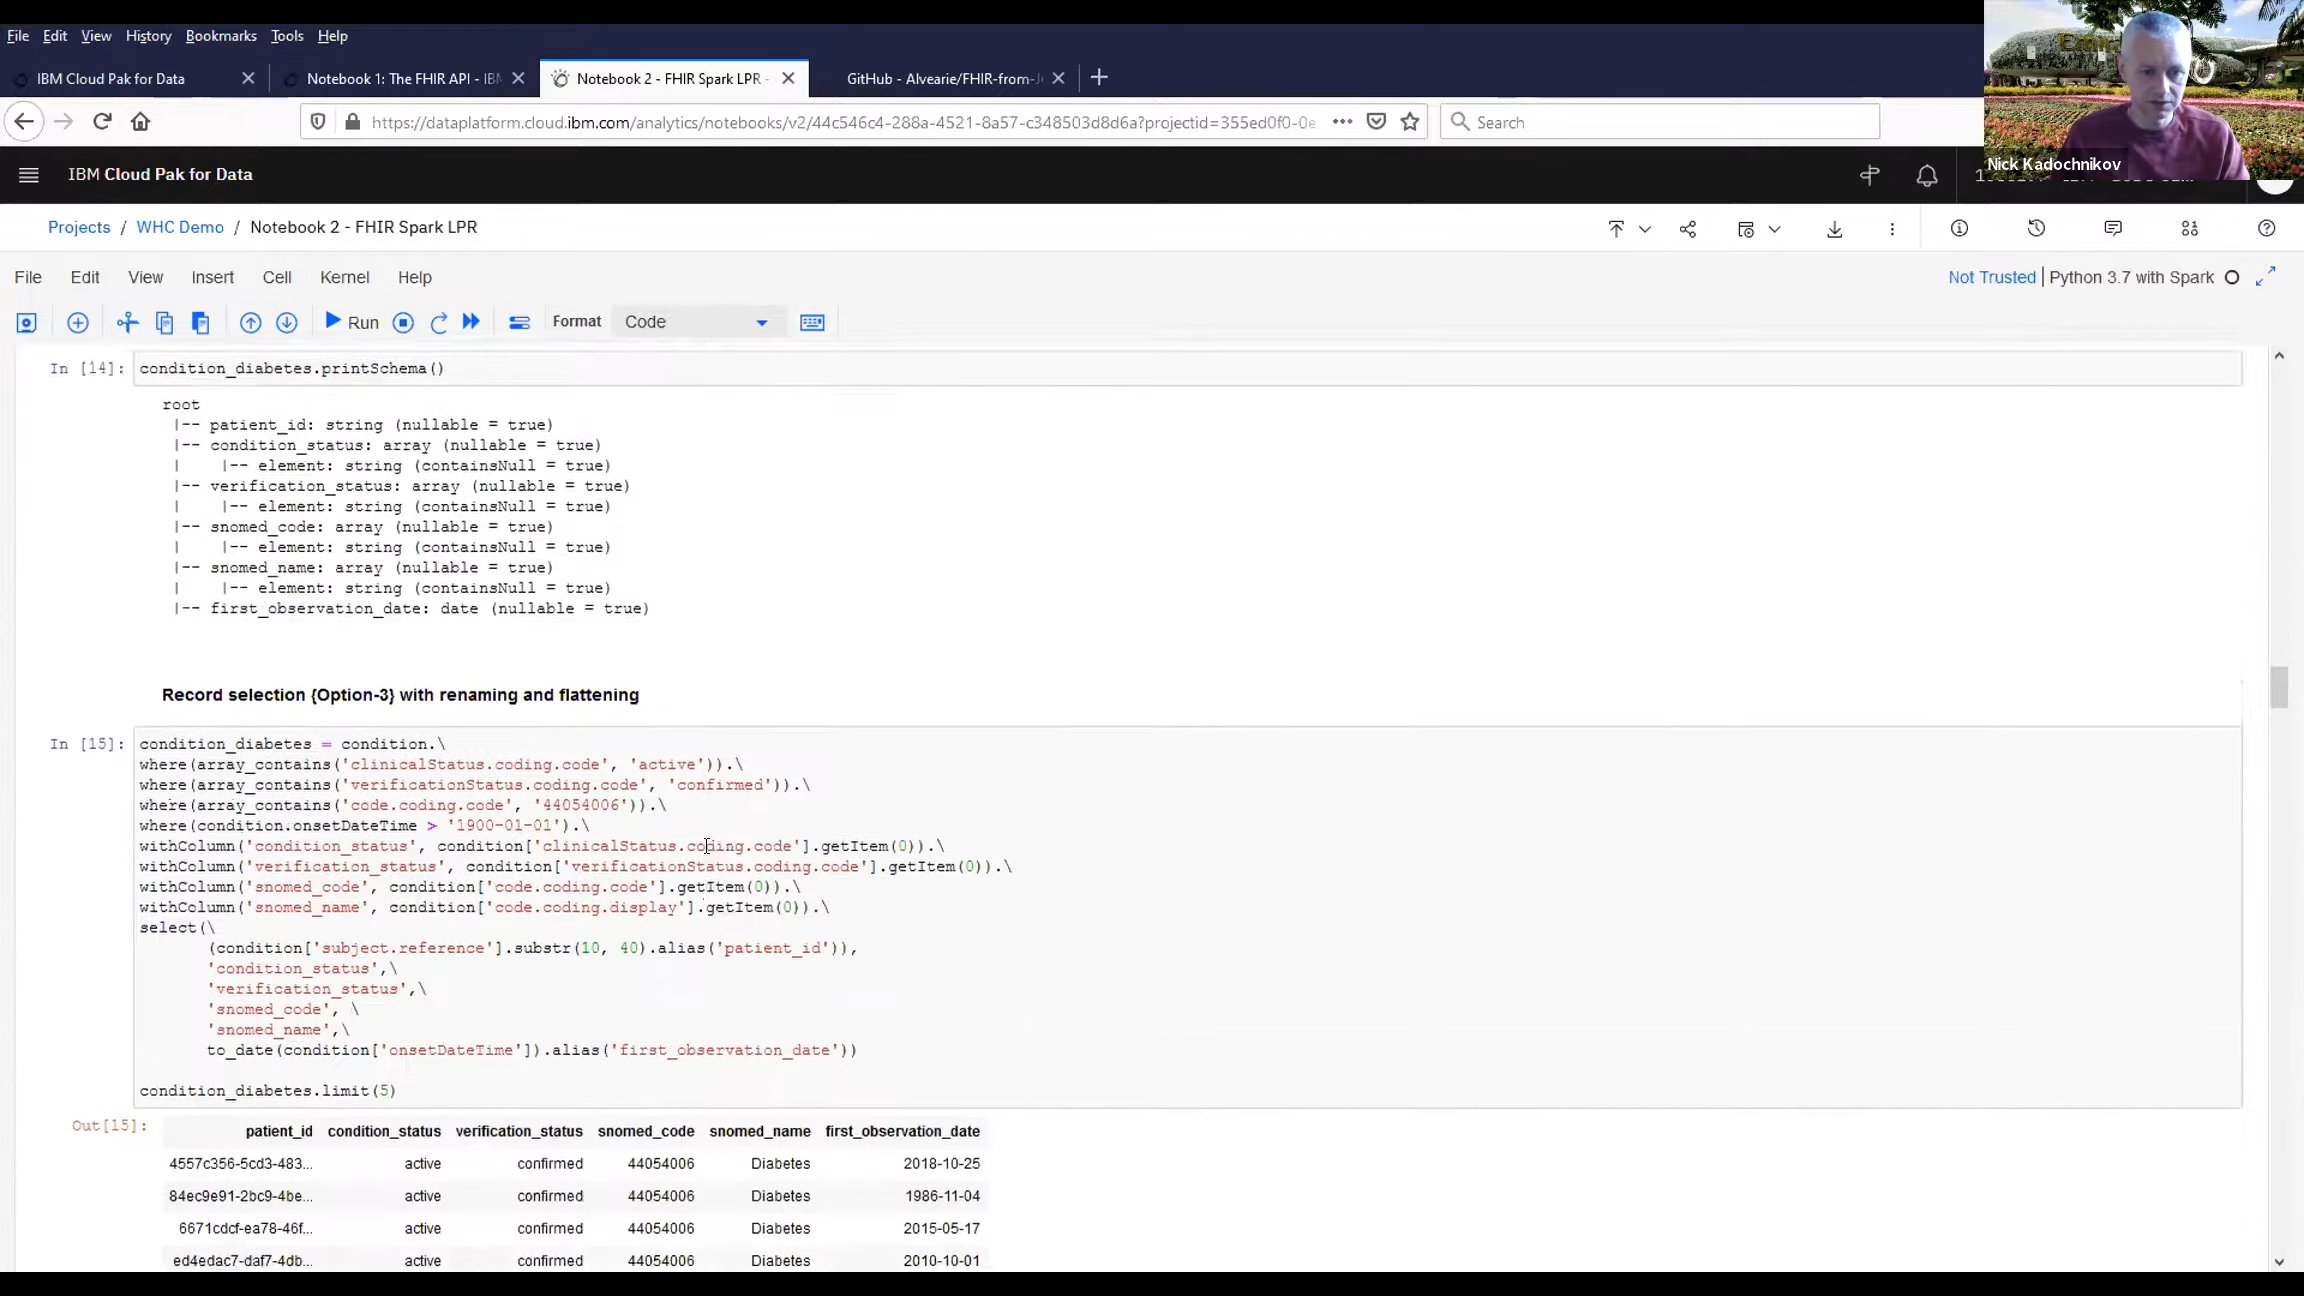 File Edit View History Bookmarks Tools Help
IBM Cloud Pak for Data
Notebook 1: The FHIR API - IBM
Notebook 2 - FHIR Spark LPR -
GitHub - Alvearie/FHIR-from-J
https://dataplatform.cloud.ibm.com/analytics/notebooks/v2/44c546c4-288a-4521-8a57-c348503d8d6a?projectid=355ed0f0-0e
Search
Nick Kadochnikov
IBM Cloud Pak for Data
Projects / WHC Demo / Notebook 2 - FHIR Spark LPR
File Edit View Insert Cell Kernel Help
Not Trusted | Python 3.7 with Spark
Run
Format
Code
In [14]: condition_diabetes.printSchema()
root
 |-- patient_id: string (nullable = true)
 |-- condition_status: array (nullable = true)
 |    |-- element: string (containsNull = true)
 |-- verification_status: array (nullable = true)
 |    |-- element: string (containsNull = true)
 |-- snomed_code: array (nullable = true)
 |    |-- element: string (containsNull = true)
 |-- snomed_name: array (nullable = true)
 |    |-- element: string (containsNull = true)
 |-- first_observation_date: date (nullable = true)
Record selection {Option-3} with renaming and flattening
In [15]: condition_diabetes = condition.\
where(array_contains('clinicalStatus.coding.code', 'active')).\
where(array_contains('verificationStatus.coding.code', 'confirmed')).\
where(array_contains('code.coding.code', '44054006')).\
where(condition.onsetDateTime > '1900-01-01').\
withColumn('condition_status', condition['clinicalStatus.coding.code'].getItem(0)).\
withColumn('verification_status', condition['verificationStatus.coding.code'].getItem(0)).\
withColumn('snomed_code', condition['code.coding.code'].getItem(0)).\
withColumn('snomed_name', condition['code.coding.display'].getItem(0)).\
select(\
(condition['subject.reference'].substr(10, 40).alias('patient_id')),
'condition_status',\
'verification_status',\
'snomed_code', \
'snomed_name',\
to_date(condition['onsetDateTime']).alias('first_observation_date'))
condition_diabetes.limit(5)
Out[15]:
patient_id condition_status verification_status snomed_code snomed_name first_observation_date
4557c356-5cd3-483... active confirmed 44054006 Diabetes 2018-10-25
84ec9e91-2bc9-4be... active confirmed 44054006 Diabetes 1986-11-04
6671cdcf-ea78-46f... active confirmed 44054006 Diabetes 2015-05-17
ed4edac7-daf7-4db... active confirmed 44054006 Diabetes 2010-10-01